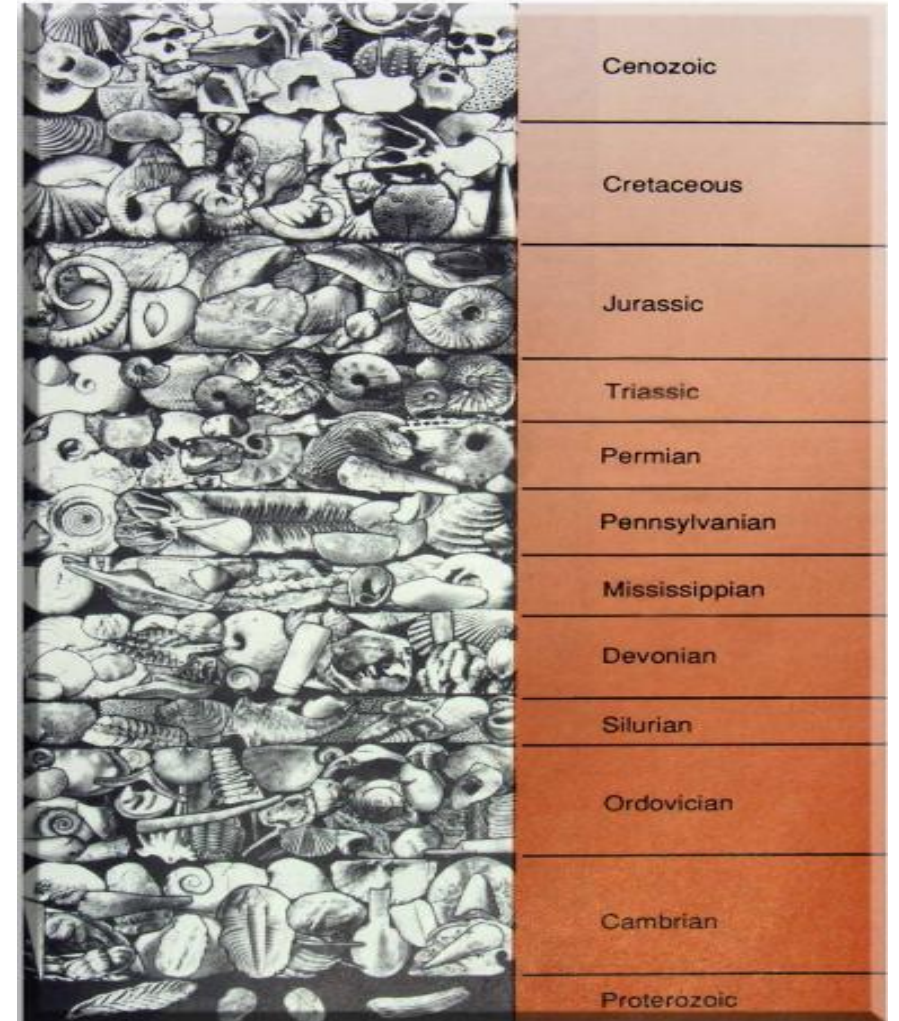 Cenozoic
Cretaceous
Jurassic
Triassic
Permian
Pennsylvanian
Mississippian
Devonian
Silurian
Ordovician
Cambrian
Proterozoic